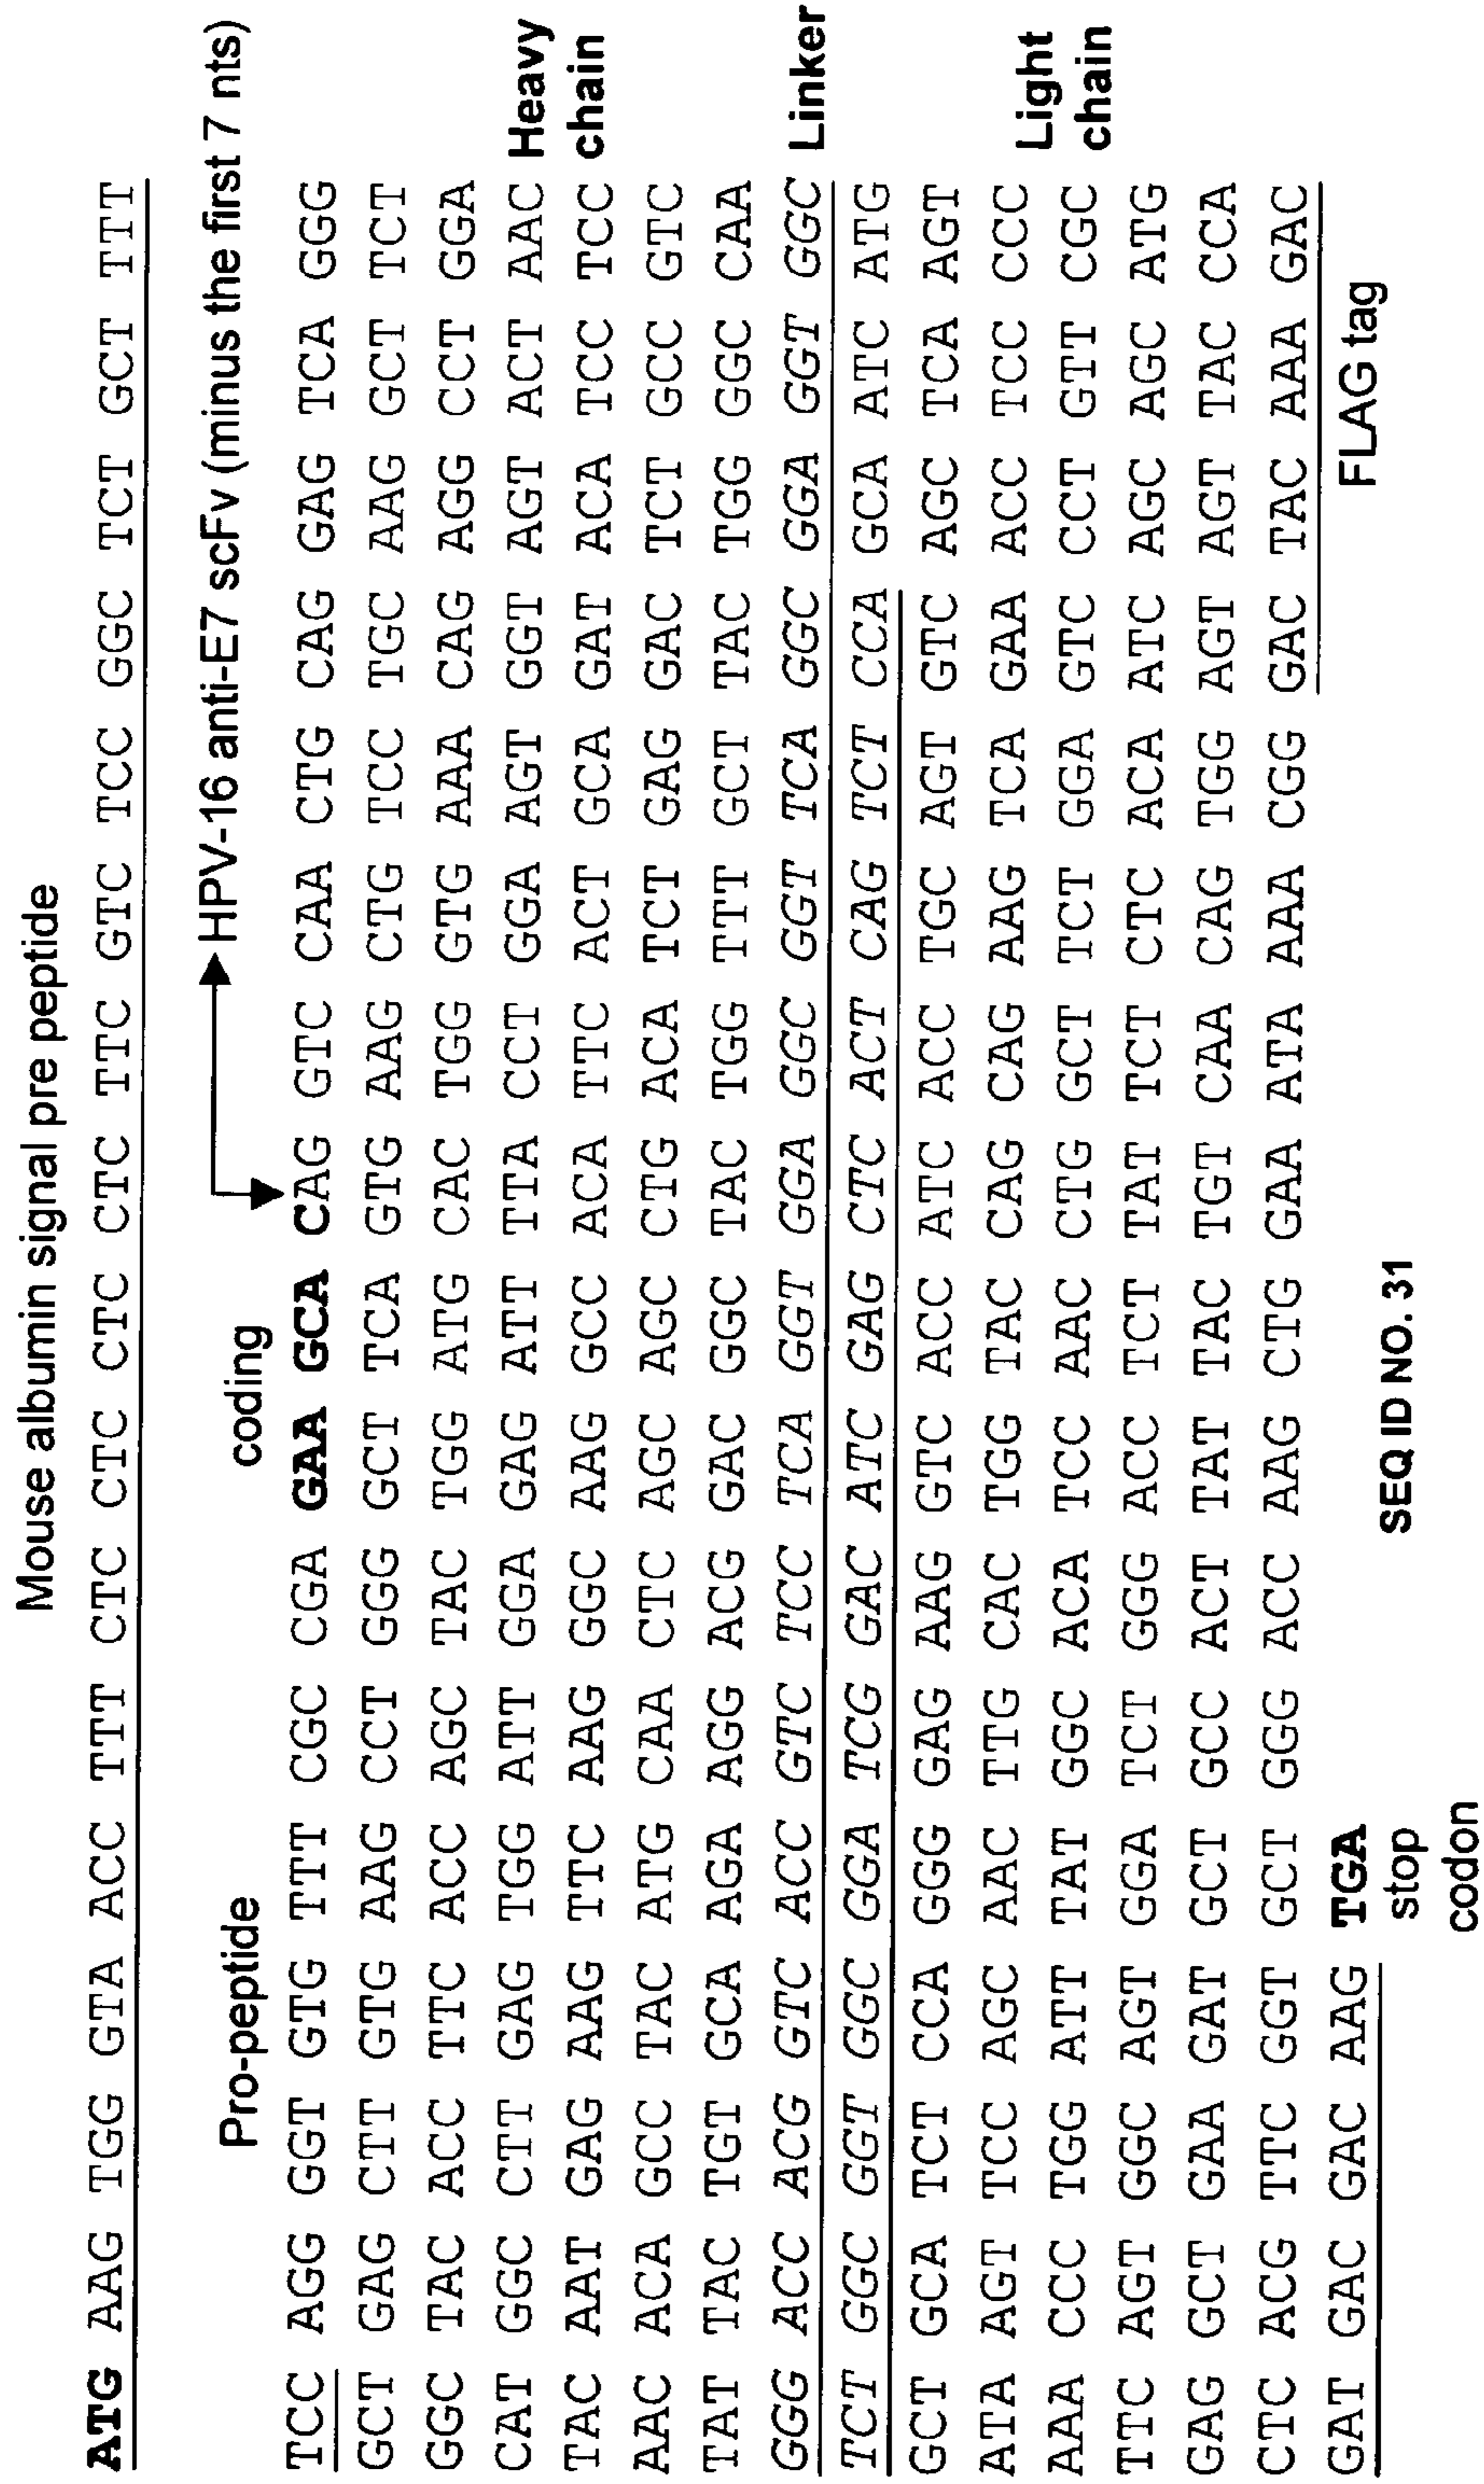 Mouse albumin signal pre peptide
ATG AAG TGG GTA ACC TTT CTC CTC CTC CTC TTC GTC TCC GGC TCT GCT TTT
Pro-peptide coding HPV-16 anti-E7 scFv (minus the first 7 nts)
TCC AGG GGT GTG TTT CGC CGA GAA GCA CAG GTC CAA CTG CAG GAG TCA GGG
GCT GAG CTT GTG AAG CCT GGG GCT TCA GTG AAG CTG TCC TGC AAG GCT TCT
GGC TAC ACC TTC ACC AGC TAC TGG ATG CAC TGG GTG AAA CAG AGG CCT GGA
CAT GGC CTT GAG TGG ATT GGA GAG ATT TTA CCT GGA AGT GGT AGT ACT AAC Heavy
TAC AAT GAG AAG TTC AAG GGC AAG GCC ACA TTC ACT GCA GAT ACA TCC TCC chain
AAC ACA GCC TAC ATG CAA CTC AGC AGC CTG ACA TCT GAG GAC TCT GCC GTC
TAT TAC TGT GCA AGA AGG ACG GAC GGC TAC TGG TTT GCT TAC TGG GGC CAA
GGG ACC ACG GTC ACC GTC TCC TCA GGT GGA GGC GGT TCA GGC GGA GGT GGC Linker
TCT GGC GGT GGC GGA TCG GAC ATC GAG CTC ACT CAG TCT CCA GCA ATC ATG
GCT GCA TCT CCA GGG GAG AAG GTC ACC ATC ACC TGC AGT GTC AGC TCA AGT
ATA AGT TCC AGC AAC TTG CAC TGG TAC CAG CAG AAG TCA GAA ACC TCC CCC Light
AAA CCC TGG ATT TAT GGC ACA TCC AAC CTG GCT TCT GGA GTC CCT GTT CGC chain
TTC AGT GGC AGT GGA TCT GGG ACC TCT TAT TCT CTC ACA ATC AGC AGC ATG
GAG GCT GAA GAT GCT GCC ACT TAT TAC TGT CAA CAG TGG AGT AGT TAC CCA
CTC ACG TTC GGT GCT GGG ACC AAG CTG GAA ATA AAA CGG GAC TAC AAA GAC
GAT GAC GAC AAG TGA
FLAG tag
stop
codon
SEQ ID NO. 31